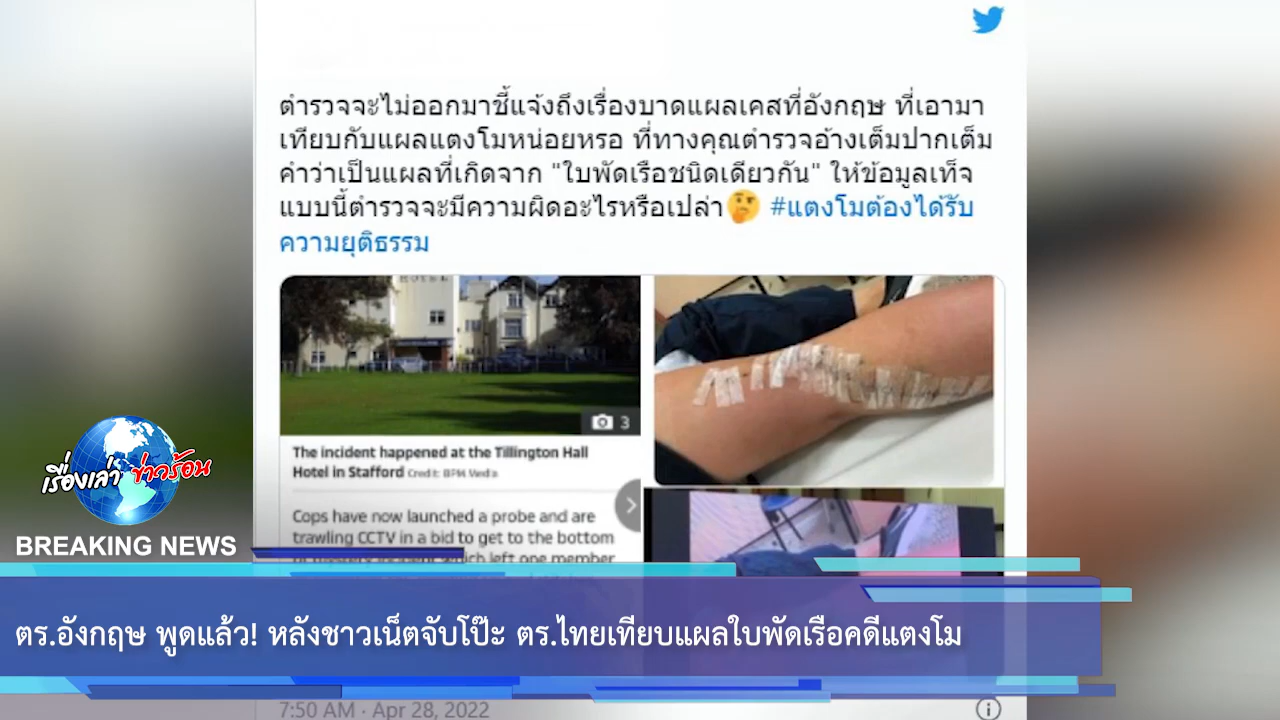 ตำรวจจะไม่ออกมาชี้แจ้งถึงเรื่องบาดแผลเคสที่อังกฤษ ที่เอามา
เทียบกับแผลแตงโมหน่อยหรอ ที่ทางคุณตำรวจอ้างเต็มปากเต็ม
คำว่าเป็นแผลที่เกิดจาก "ใบพัดเรือชนิดเดียวกัน" ให้ข้อมูลเท็จ
แบบนี้ตำรวจจะมีความผิดอะไรหรือเปล่า🤔 #แตงโมต้องได้รับ
ความยุติธรรม
HOTEL
3
The incident happened at the Tillington Hall
Hotel in Stafford Credit: BPM Media
Cops have now launched a probe and are
trawling CCTV in a bid to get to the bottom
which left one member
เรื่องเล่า ข่าวร้อน
BREAKING NEWS
ตร.อังกฤษ พูดแล้ว! หลังชาวเน็ตจับโป๊ะ ตร.ไทยเทียบแผลใบพัดเรือคดีแตงโม
7:50 AM · Apr 28, 2022